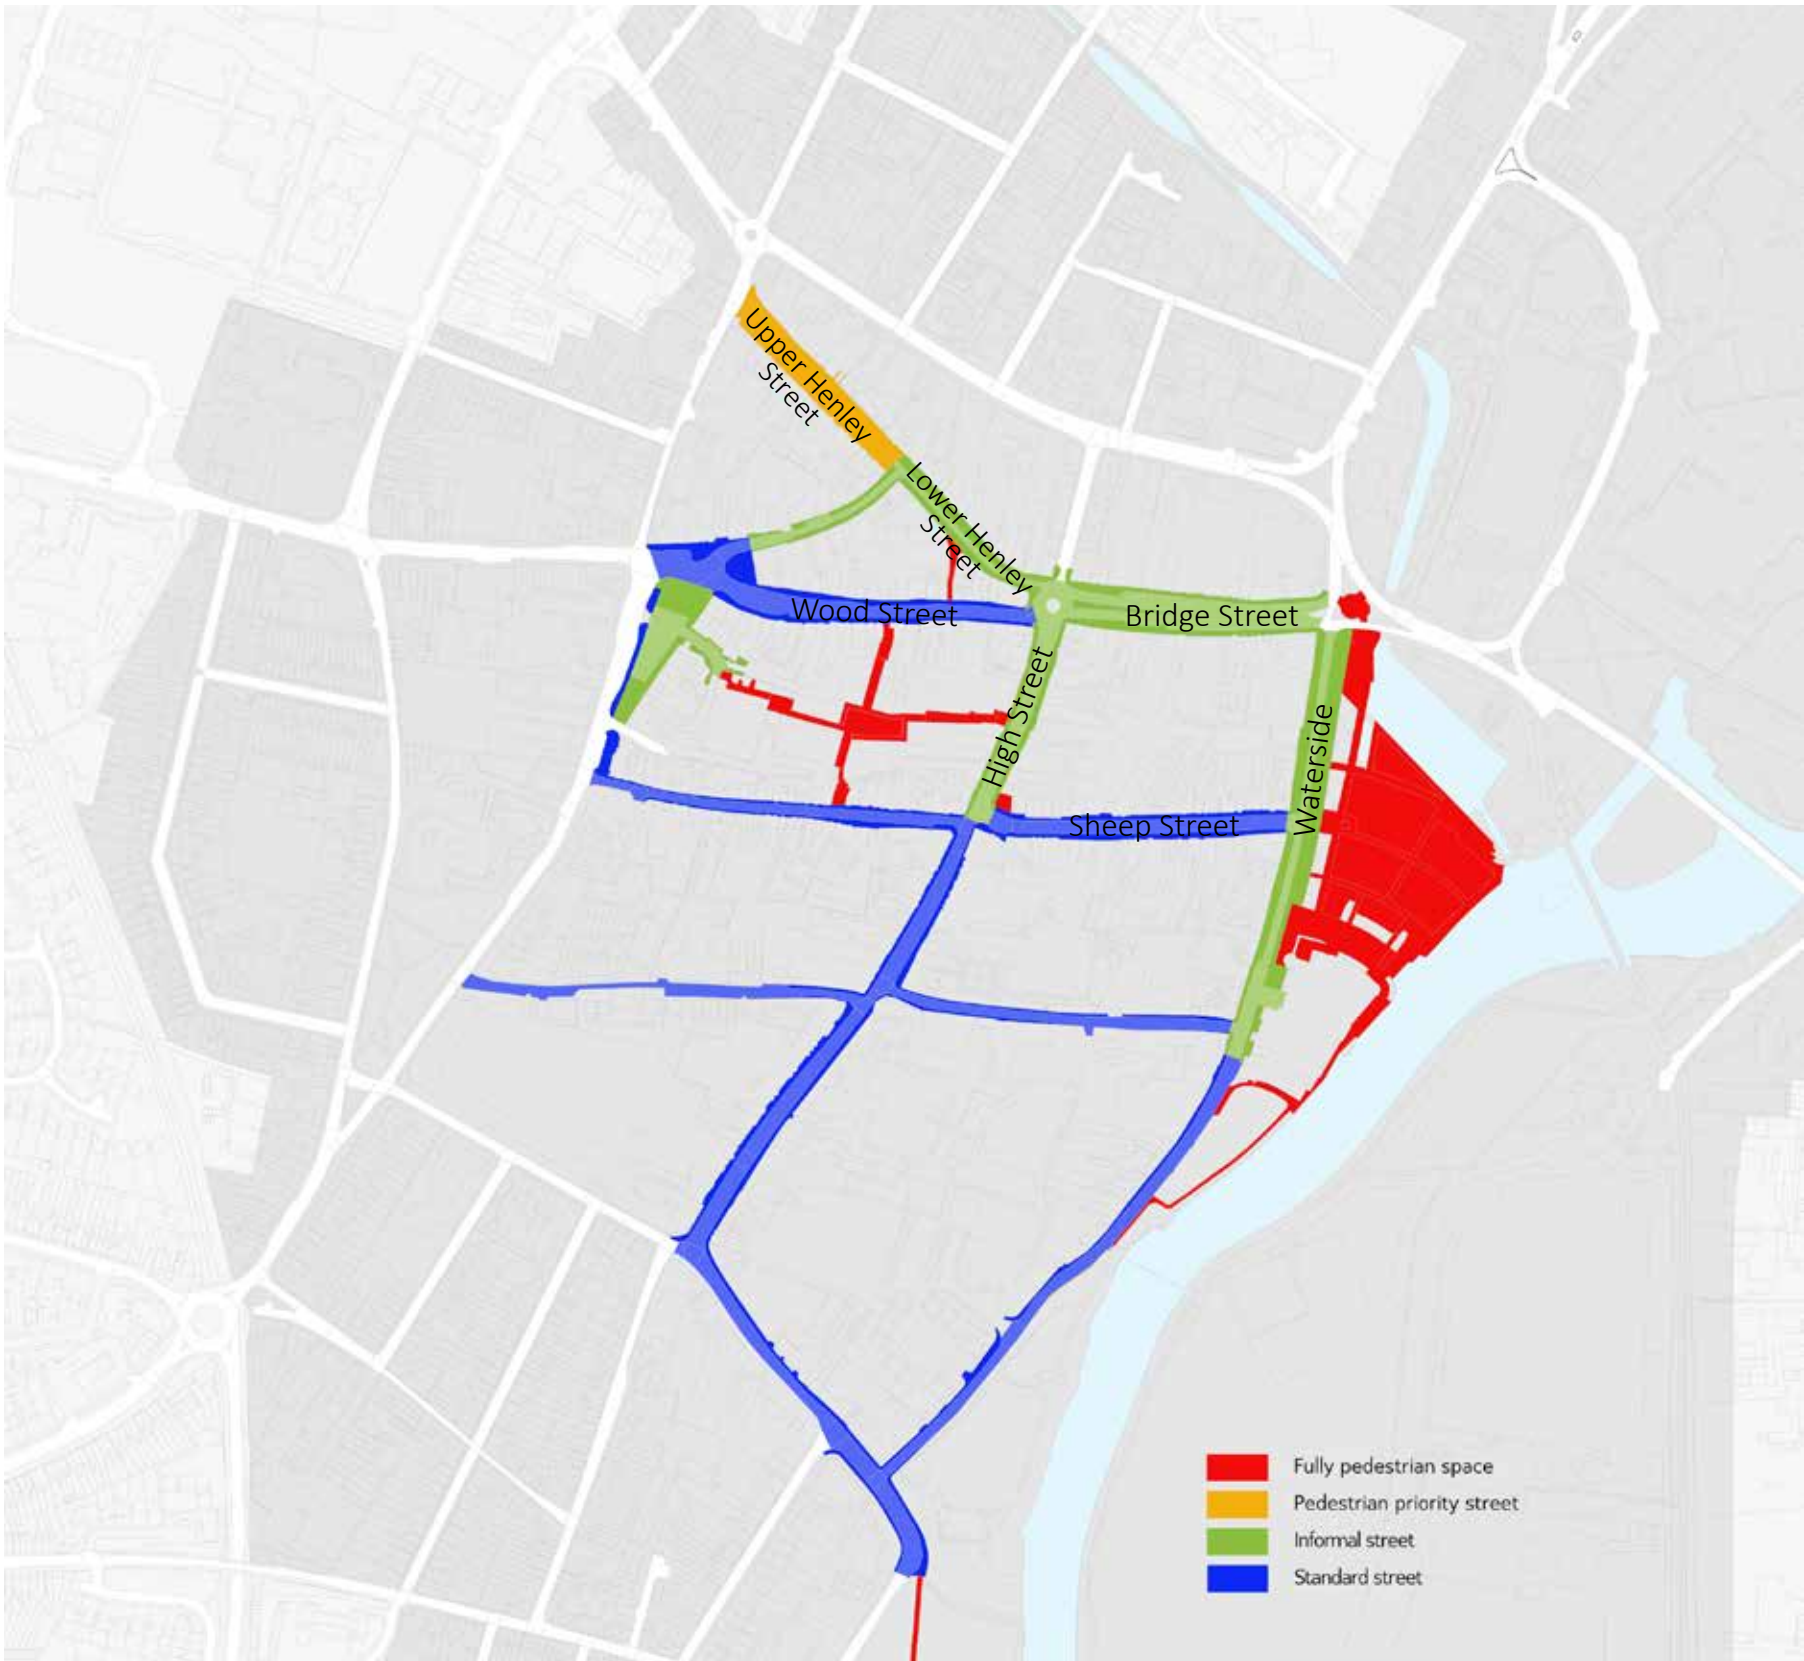 Upper Henley
Street
Lower Henley
Street
Wood Street
Bridge Street
High Street
Waterside
Sheep Street
Fully pedestrian space
Pedestrian priority street
Informal street
Standard street